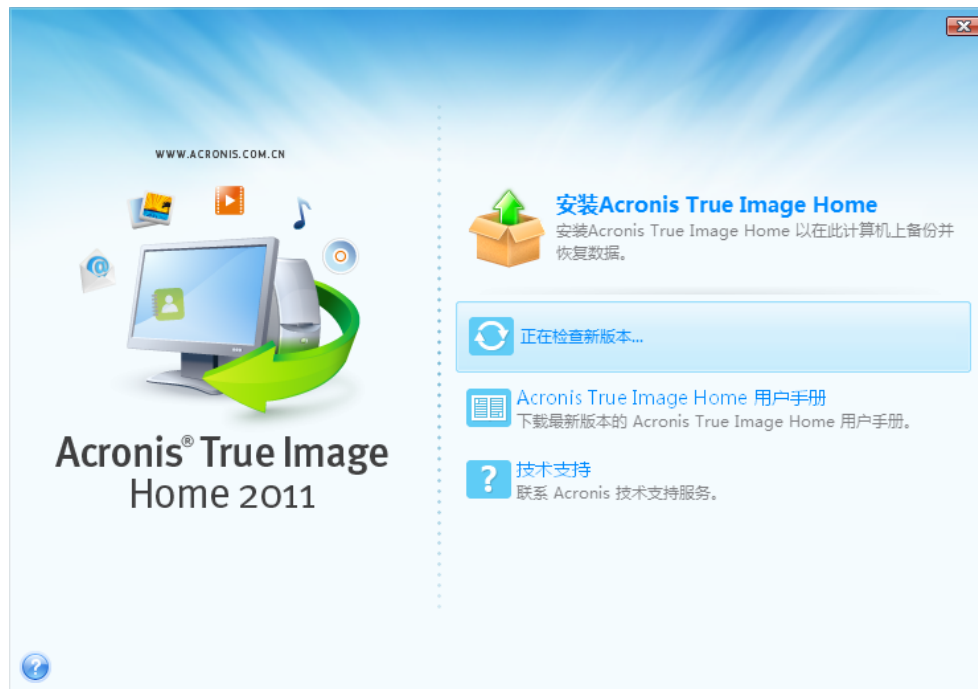 WWW.ACRONIS.COM.CN
Acronis® True Image
Home 2011
安装Acronis True Image Home
安装Acronis True Image Home 以在此计算机上备份并
恢复数据。
正在检查新版本...
Acronis True Image Home 用户手册
下载最新版本的 Acronis True Image Home 用户手册。
技术支持
联系 Acronis 技术支持服务。